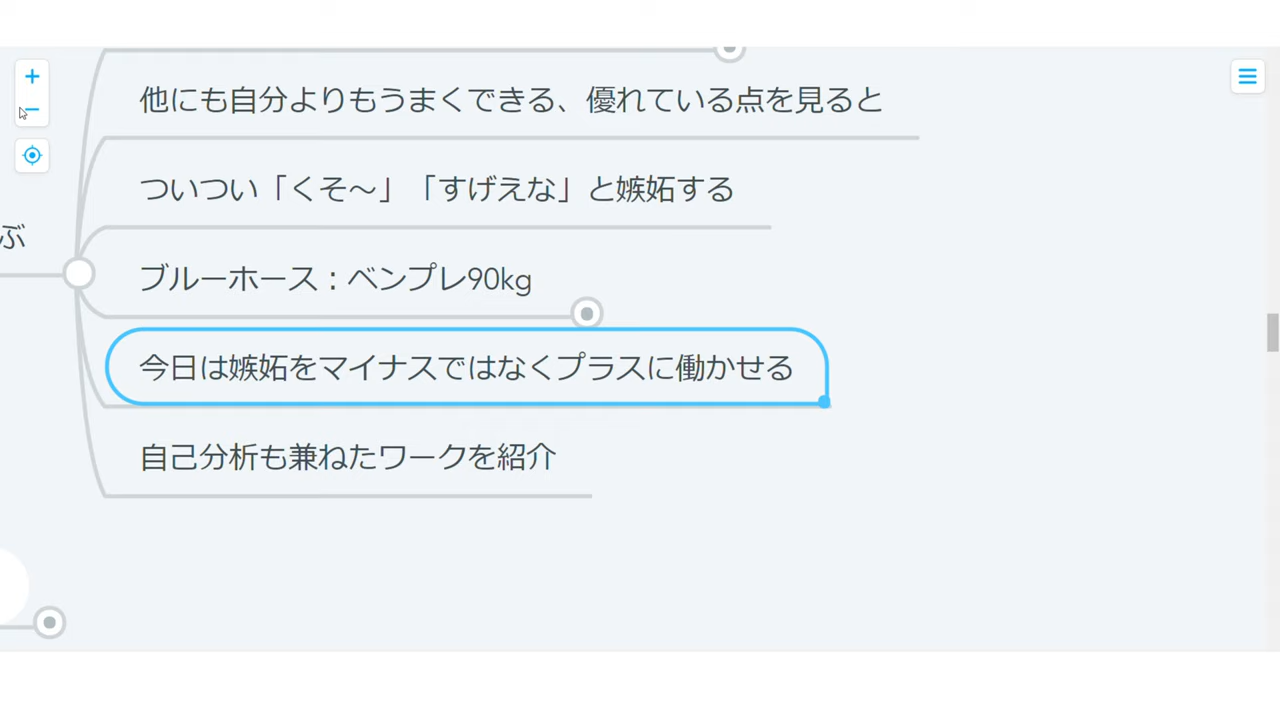 他にも自分よりもうまくできる、優れている点を見ると
ついつい「くそ～」「すげえな」と嫉妬する
ぶ
ブルーホース：ベンプレ90kg
今日は嫉妬をマイナスではなくプラスに働かせる
自己分析も兼ねたワークを紹介